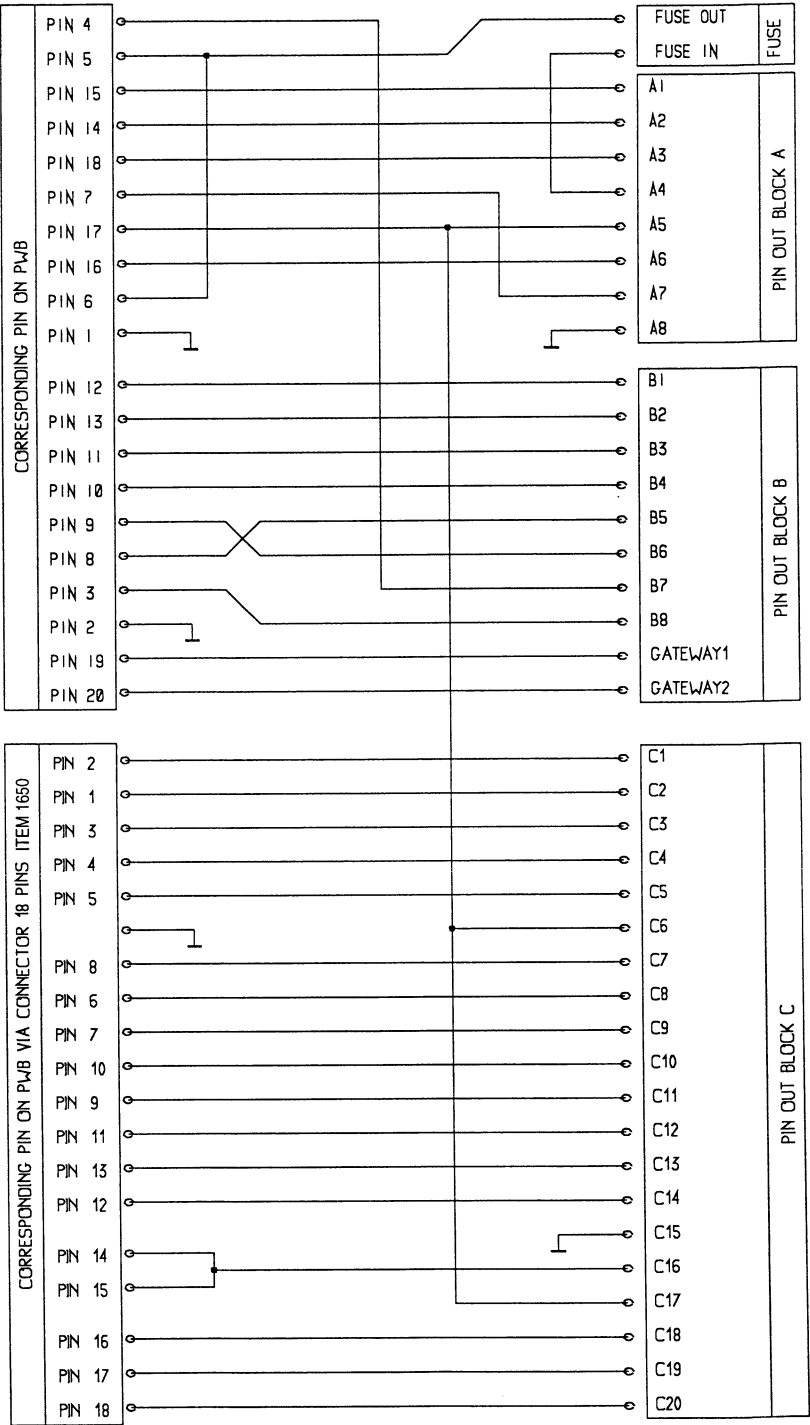 CORRESPONDING PIN ON PWB
PIN 4
PIN 5
PIN 15
PIN 14
PIN 18
PIN 7
PIN 17
PIN 16
PIN 6
PIN 1
PIN 12
PIN 13
PIN 11
PIN 10
PIN 9
PIN 8
PIN 3
PIN 2
PIN 19
PIN 20
FUSE OUT
FUSE IN
FUSE
A1
A2
A3
A4
A5
A6
A7
A8
PIN OUT BLOCK A
B1
B2
B3
B4
B5
B6
B7
B8
GATEWAY1
GATEWAY2
PIN OUT BLOCK B
CORRESPONDING PIN ON PWB VIA CONNECTOR 18 PINS ITEM 1650
PIN 2
PIN 1
PIN 3
PIN 4
PIN 5
PIN 8
PIN 6
PIN 7
PIN 10
PIN 9
PIN 11
PIN 13
PIN 12
PIN 14
PIN 15
PIN 16
PIN 17
PIN 18
C1
C2
C3
C4
C5
C6
C7
C8
C9
C10
C11
C12
C13
C14
C15
C16
C17
C18
C19
C20
PIN OUT BLOCK C